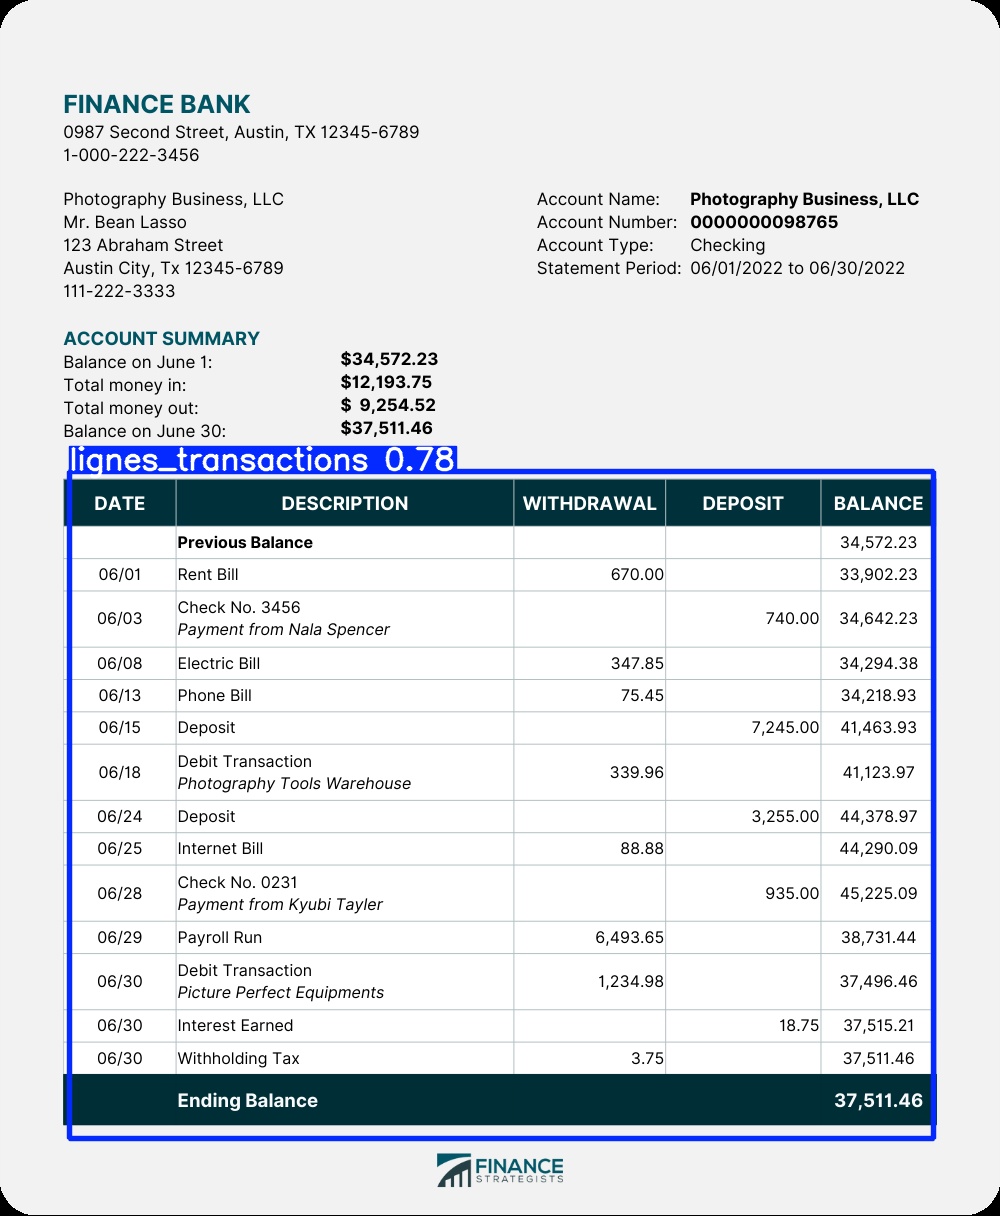 FINANCE BANK
0987 Second Street, Austin, TX 12345-6789
1-000-222-3456
Photography Business, LLC
Mr. Bean Lasso
123 Abraham Street
Austin City, Tx 12345-6789
111-222-3333
Account Name: Photography Business, LLC
Account Number: 0000000098765
Account Type: Checking
Statement Period: 06/01/2022 to 06/30/2022
ACCOUNT SUMMARY
Balance on June 1: $34,572.23
Total money in: $12,193.75
Total money out: $ 9,254.52
Balance on June 30: $37,511.46
lignes_transactions 0.78
DATE DESCRIPTION WITHDRAWAL DEPOSIT BALANCE
Previous Balance 34,572.23
06/01 Rent Bill 670.00 33,902.23
06/03 Check No. 3456 740.00 34,642.23
Payment from Nala Spencer
06/08 Electric Bill 347.85 34,294.38
06/13 Phone Bill 75.45 34,218.93
06/15 Deposit 7,245.00 41,463.93
06/18 Debit Transaction 339.96 41,123.97
Photography Tools Warehouse
06/24 Deposit 3,255.00 44,378.97
06/25 Internet Bill 88.88 44,290.09
06/28 Check No. 0231 935.00 45,225.09
Payment from Kyubi Tayler
06/29 Payroll Run 6,493.65 38,731.44
06/30 Debit Transaction 1,234.98 37,496.46
Picture Perfect Equipments
06/30 Interest Earned 18.75 37,515.21
06/30 Withholding Tax 3.75 37,511.46
Ending Balance 37,511.46
FINANCE
STRATEGISTS